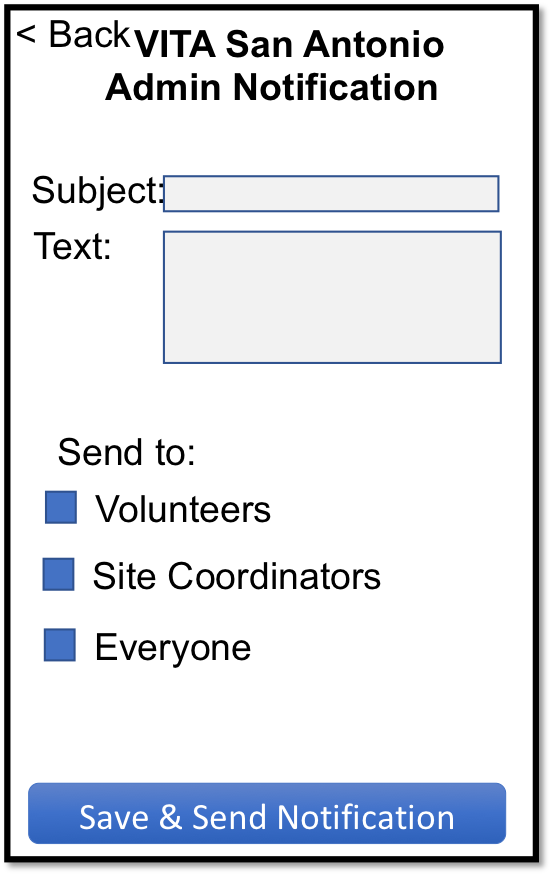 < Back
VITA San Antonio
Admin Notification
Subject:
Text:
Send to:
Volunteers
Site Coordinators
Everyone
Save & Send Notification